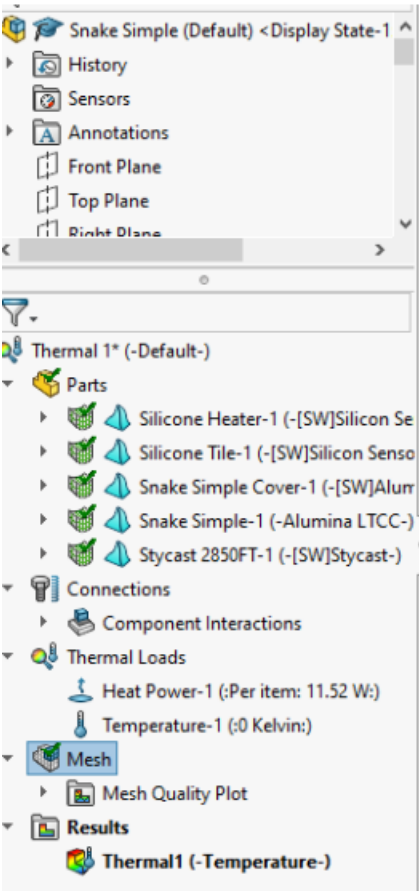 Snake Simple (Default) <Display State-1
History
Sensors
A Annotations
Front Plane
Top Plane
Right Plane
Thermal 1* (-Default-)
Parts
Silicone Heater-1 (-[SW]Silicon Se
Silicone Tile-1 (-[SW]Silicon Senso
Snake Simple Cover-1 (-[SW]Alum
Snake Simple-1 (-Alumina LTCC-)
Stycast 2850FT-1 (-[SW]Stycast-)
Connections
Component Interactions
Thermal Loads
Heat Power-1 (:Per item: 11.52 W:)
Temperature-1 (:0 Kelvin:)
Mesh
Mesh Quality Plot
Results
Thermal1 (-Temperature-)